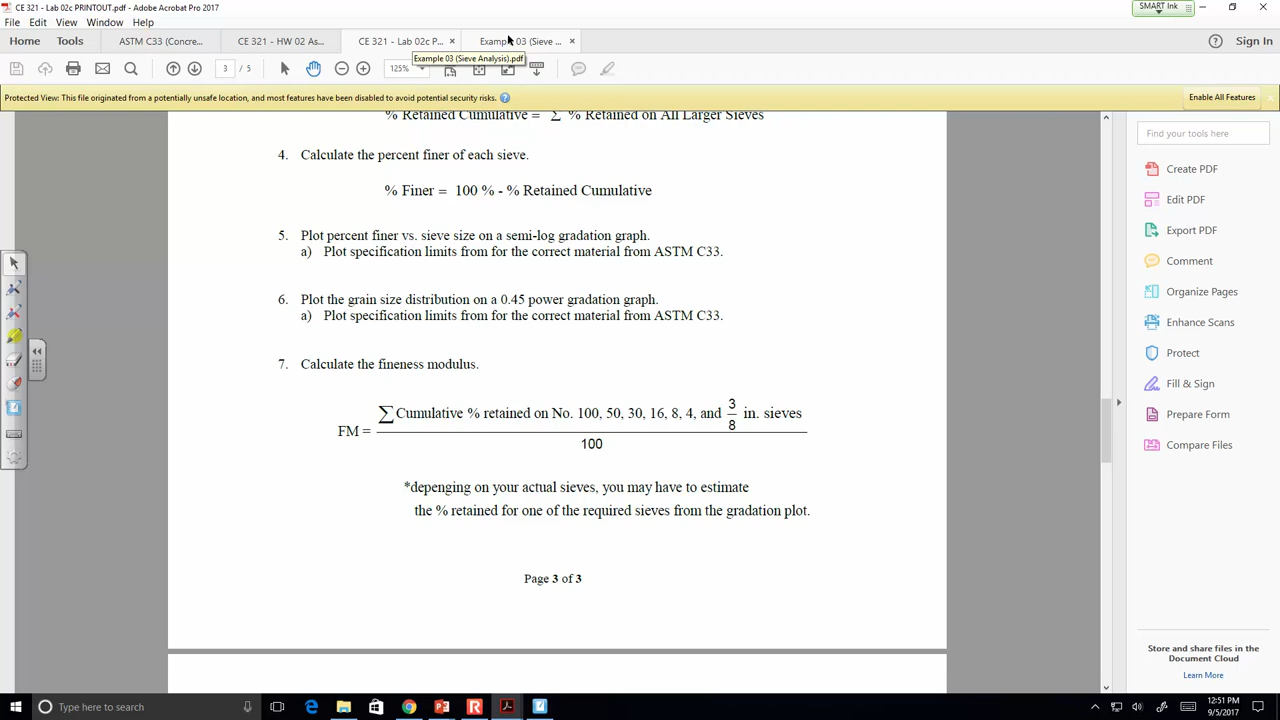 CE 321 - Lab 02c PRINTOUT.pdf - Adobe Acrobat Pro 2017
SMART Ink
File Edit View Window Help
Home Tools ASTM C33 (Concre... CE 321 - HW 02 As... CE 321 - Lab 02c P... × Example 03 (Sieve ... × Sign In
Example 03 (Sieve Analysis).pdf
3 / 5 125%
Protected View: This file originated from a potentially unsafe location, and most features have been disabled to avoid potential security risks. Enable All Features
% Retained Cumulative = Σ % Retained on All Larger Sieves
4. Calculate the percent finer of each sieve.
% Finer = 100 % - % Retained Cumulative
5. Plot percent finer vs. sieve size on a semi-log gradation graph.
a) Plot specification limits from for the correct material from ASTM C33.
6. Plot the grain size distribution on a 0.45 power gradation graph.
a) Plot specification limits from for the correct material from ASTM C33.
7. Calculate the fineness modulus.
FM = ∑ Cumulative % retained on No. 100, 50, 30, 16, 8, 4, and 3/8 in. sieves
100
*depenging on your actual sieves, you may have to estimate
the % retained for one of the required sieves from the gradation plot.
Page 3 of 3
Find your tools here
Create PDF
Edit PDF
Export PDF
Comment
Organize Pages
Enhance Scans
Protect
Fill & Sign
Prepare Form
Compare Files
Store and share files in the
Document Cloud
Learn More
Type here to search
12:51 PM
9/5/2017